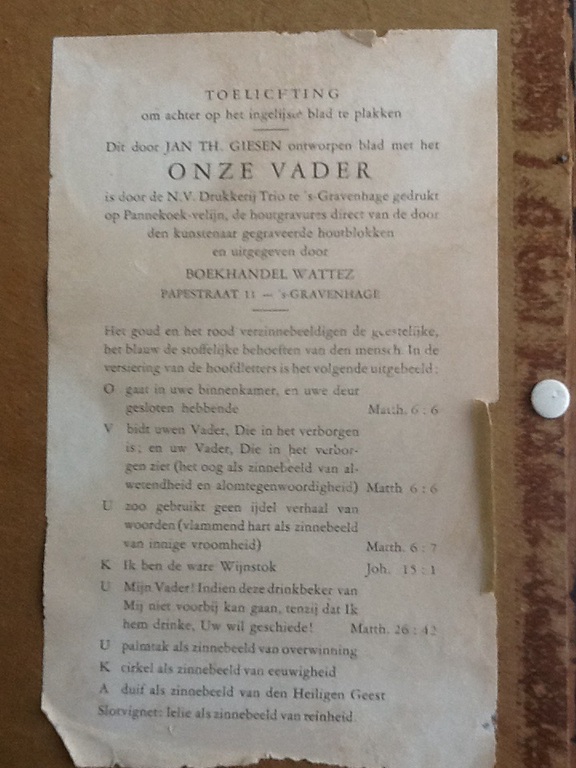 TOELICHTING
om achter op het ingelijste blad te plakken
Dit door JAN TH. GIESEN ontworpen blad met het
ONZE VADER
is door de N.V. Drukkerij Trio te 's-Gravenhage gedrukt
op Pannekoek-velijn, de houtgravures direct van de door
den kunstenaar gegraveerde houtblokken
en uitgegeven door
BOEKHANDEL WATTEZ
PAPESTRAAT 11 — 's-GRAVENHAGE
Het goud en het rood verzinnebeeldigen de geestelijke,
het blauw de stoffelijke behoeften van den mensch. In de
versiering van de hoofdletters is het volgende uitgebeeld:
O gaat in uwe binnenkamer, en uwe deur
gesloten hebbende Matth. 6 : 6
V bidt uwen Vader, Die in het verborgen
is; en uw Vader, Die in het verbor-
gen ziet (het oog als zinnebeeld van al-
wetendheid en alomtegenwoordigheid) Matth 6 : 6
U zoo gebruikt geen ijdel verhaal van
woorden (vlammend hart als zinnebeeld
van innige vroomheid) Matth. 6 : 7
K Ik ben de ware Wijnstok Joh. 15 : 1
U Mijn Vader! Indien deze drinkbeker van
Mij niet voorbij kan gaan, tenzij dat Ik
hem drinke, Uw wil geschiede! Matth. 26 : 42
U palmtak als zinnebeeld van overwinning
K cirkel als zinnebeeld van eeuwigheid
A duif als zinnebeeld van den Heiligen Geest
Slotvignet: lelie als zinnebeeld van reinheid